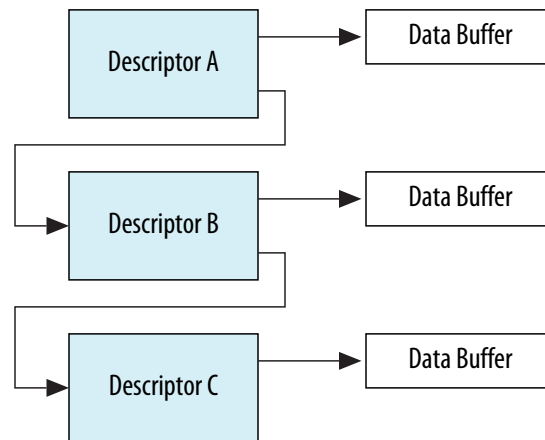 Descriptor A
Data Buffer
Descriptor B
Data Buffer
Descriptor C
Data Buffer